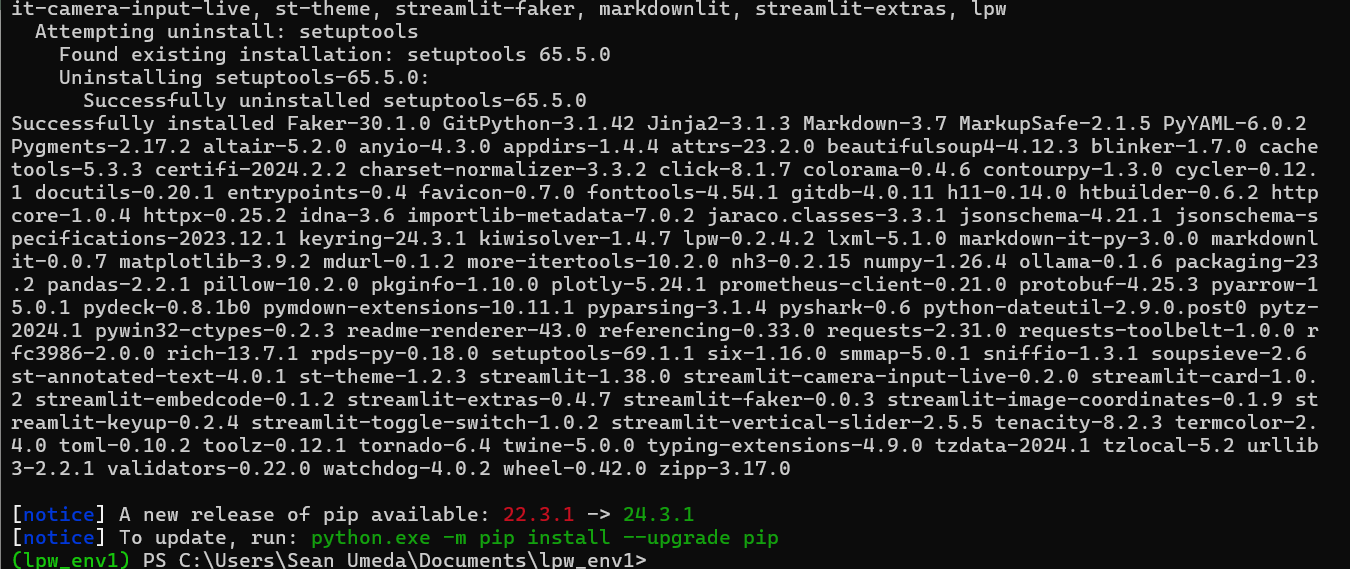 it-camera-input-live, st-theme, streamlit-faker, markdownlit, streamlit-extras, lpw
  Attempting uninstall: setuptools
    Found existing installation: setuptools 65.5.0
    Uninstalling setuptools-65.5.0:
      Successfully uninstalled setuptools-65.5.0
Successfully installed Faker-30.1.0 GitPython-3.1.42 Jinja2-3.1.3 Markdown-3.7 MarkupSafe-2.1.5 PyYAML-6.0.2
Pygments-2.17.2 altair-5.2.0 anyio-4.3.0 appdirs-1.4.4 attrs-23.2.0 beautifulsoup4-4.12.3 blinker-1.7.0 cache
tools-5.3.3 certifi-2024.2.2 charset-normalizer-3.3.2 click-8.1.7 colorama-0.4.6 contourpy-1.3.0 cycler-0.12.
1 docutils-0.20.1 entrypoints-0.4 favicon-0.7.0 fonttools-4.54.1 gitdb-4.0.11 h11-0.14.0 htbuilder-0.6.2 http
core-1.0.4 httpx-0.25.2 idna-3.6 importlib-metadata-7.0.2 jaraco.classes-3.3.1 jsonschema-4.21.1 jsonschema-s
pecifications-2023.12.1 keyring-24.3.1 kiwisolver-1.4.7 lpw-0.2.4.2 lxml-5.1.0 markdown-it-py-3.0.0 markdownl
it-0.0.7 matplotlib-3.9.2 mdurl-0.1.2 more-itertools-10.2.0 nh3-0.2.15 numpy-1.26.4 ollama-0.1.6 packaging-23
.2 pandas-2.2.1 pillow-10.2.0 pkginfo-1.10.0 plotly-5.24.1 prometheus-client-0.21.0 protobuf-4.25.3 pyarrow-1
5.0.1 pydeck-0.8.1b0 pymdown-extensions-10.11.1 pyparsing-3.1.4 pyshark-0.6 python-dateutil-2.9.0.post0 pytz-
2024.1 pywin32-ctypes-0.2.3 readme-renderer-43.0 referencing-0.33.0 requests-2.31.0 requests-toolbelt-1.0.0 r
fc3986-2.0.0 rich-13.7.1 rpds-py-0.18.0 setuptools-69.1.1 six-1.16.0 smmap-5.0.1 sniffio-1.3.1 soupsieve-2.6
st-annotated-text-4.0.1 st-theme-1.2.3 streamlit-1.38.0 streamlit-camera-input-live-0.2.0 streamlit-card-1.0.
2 streamlit-embedcode-0.1.2 streamlit-extras-0.4.7 streamlit-faker-0.0.3 streamlit-image-coordinates-0.1.9 st
reamlit-keyup-0.2.4 streamlit-toggle-switch-1.0.2 streamlit-vertical-slider-2.5.5 tenacity-8.2.3 termcolor-2.
4.0 toml-0.10.2 toolz-0.12.1 tornado-6.4 twine-5.0.0 typing-extensions-4.9.0 tzdata-2024.1 tzlocal-5.2 urllib
3-2.2.1 validators-0.22.0 watchdog-4.0.2 wheel-0.42.0 zipp-3.17.0

[notice] A new release of pip available: 22.3.1 -> 24.3.1
[notice] To update, run: python.exe -m pip install --upgrade pip
(lpw_env1) PS C:\Users\Sean Umeda\Documents\lpw_env1>